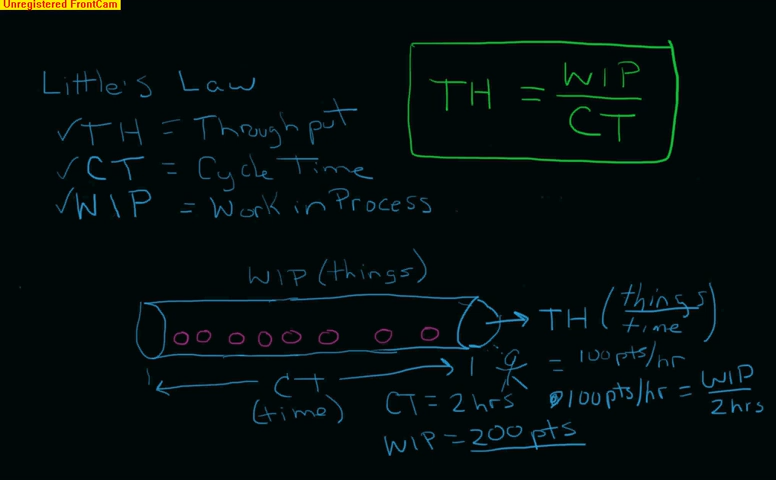 Unregistered FrontCam
Little's Law
TH = WIP
CT
✓TH = Throughput
✓CT = Cycle Time
✓WIP = Work in Process
WIP (things)
TH (things
time)
= 100 pts/hr
CT
(time)
CT = 2 hrs
100 pts/hr = WIP
2hrs
WIP = 200 pts